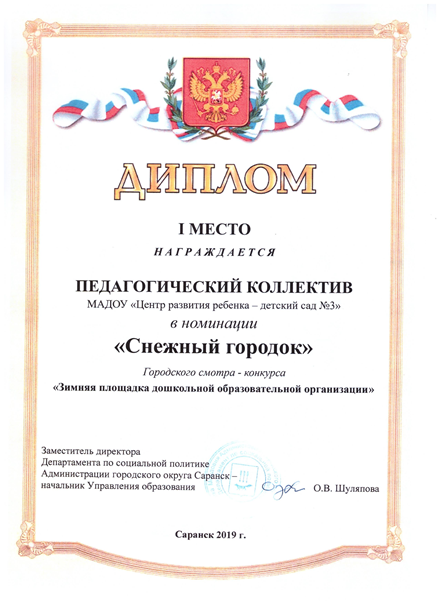 ДИПЛОМ
I МЕСТО
НАГРАЖДАЕТСЯ
ПЕДАГОГИЧЕСКИЙ КОЛЛЕКТИВ
МАДОУ «Центр развития ребенка – детский сад №3»
в номинации
«Снежный городок»
Городского смотра - конкурса
«Зимняя площадка дошкольной образовательной организации»
Заместитель директора
Департамента по социальной политике
Администрации городского округа Саранск –
начальник Управления образования
О.В. Шуляпова
Саранск 2019 г.